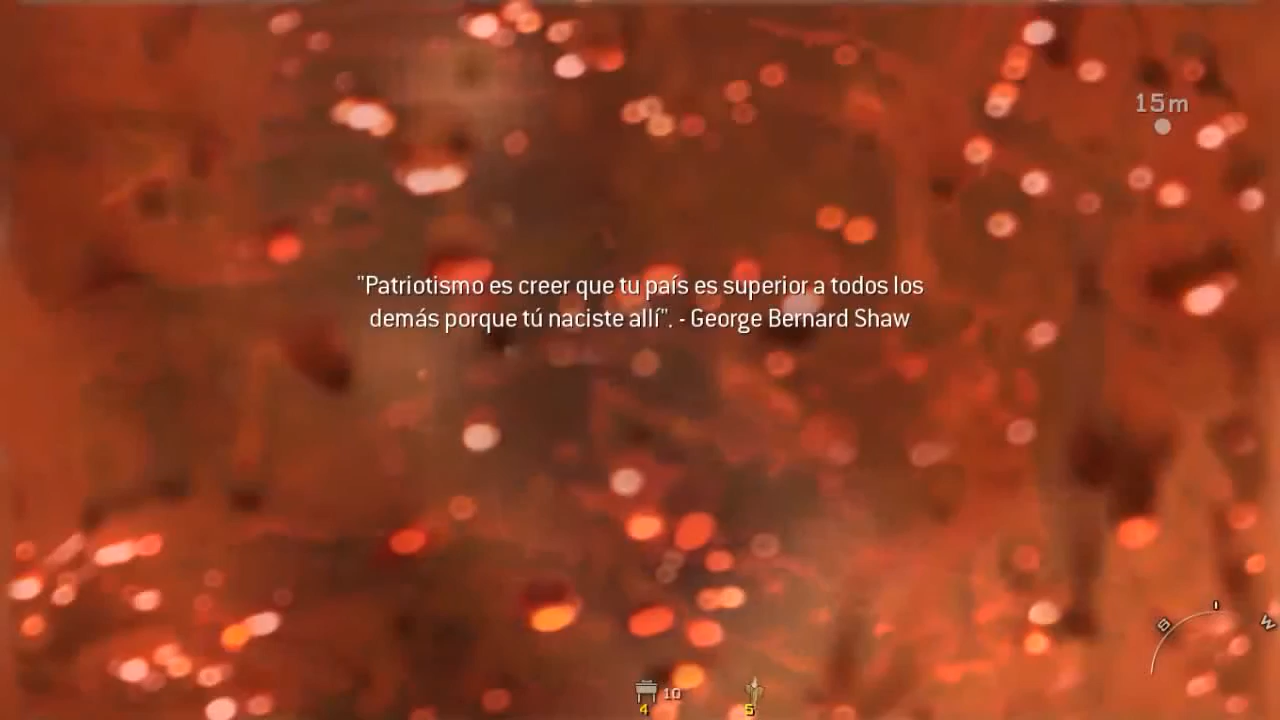 15m
"Patriotismo es creer que tu país es superior a todos los
demás porque tú naciste allí". - George Bernard Shaw
S W
10
4 5